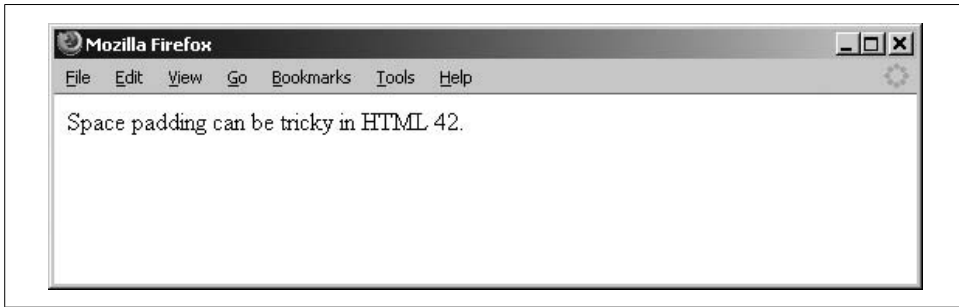 Mozilla Firefox
File Edit View Go Bookmarks Tools Help
Space padding can be tricky in HTML 42.